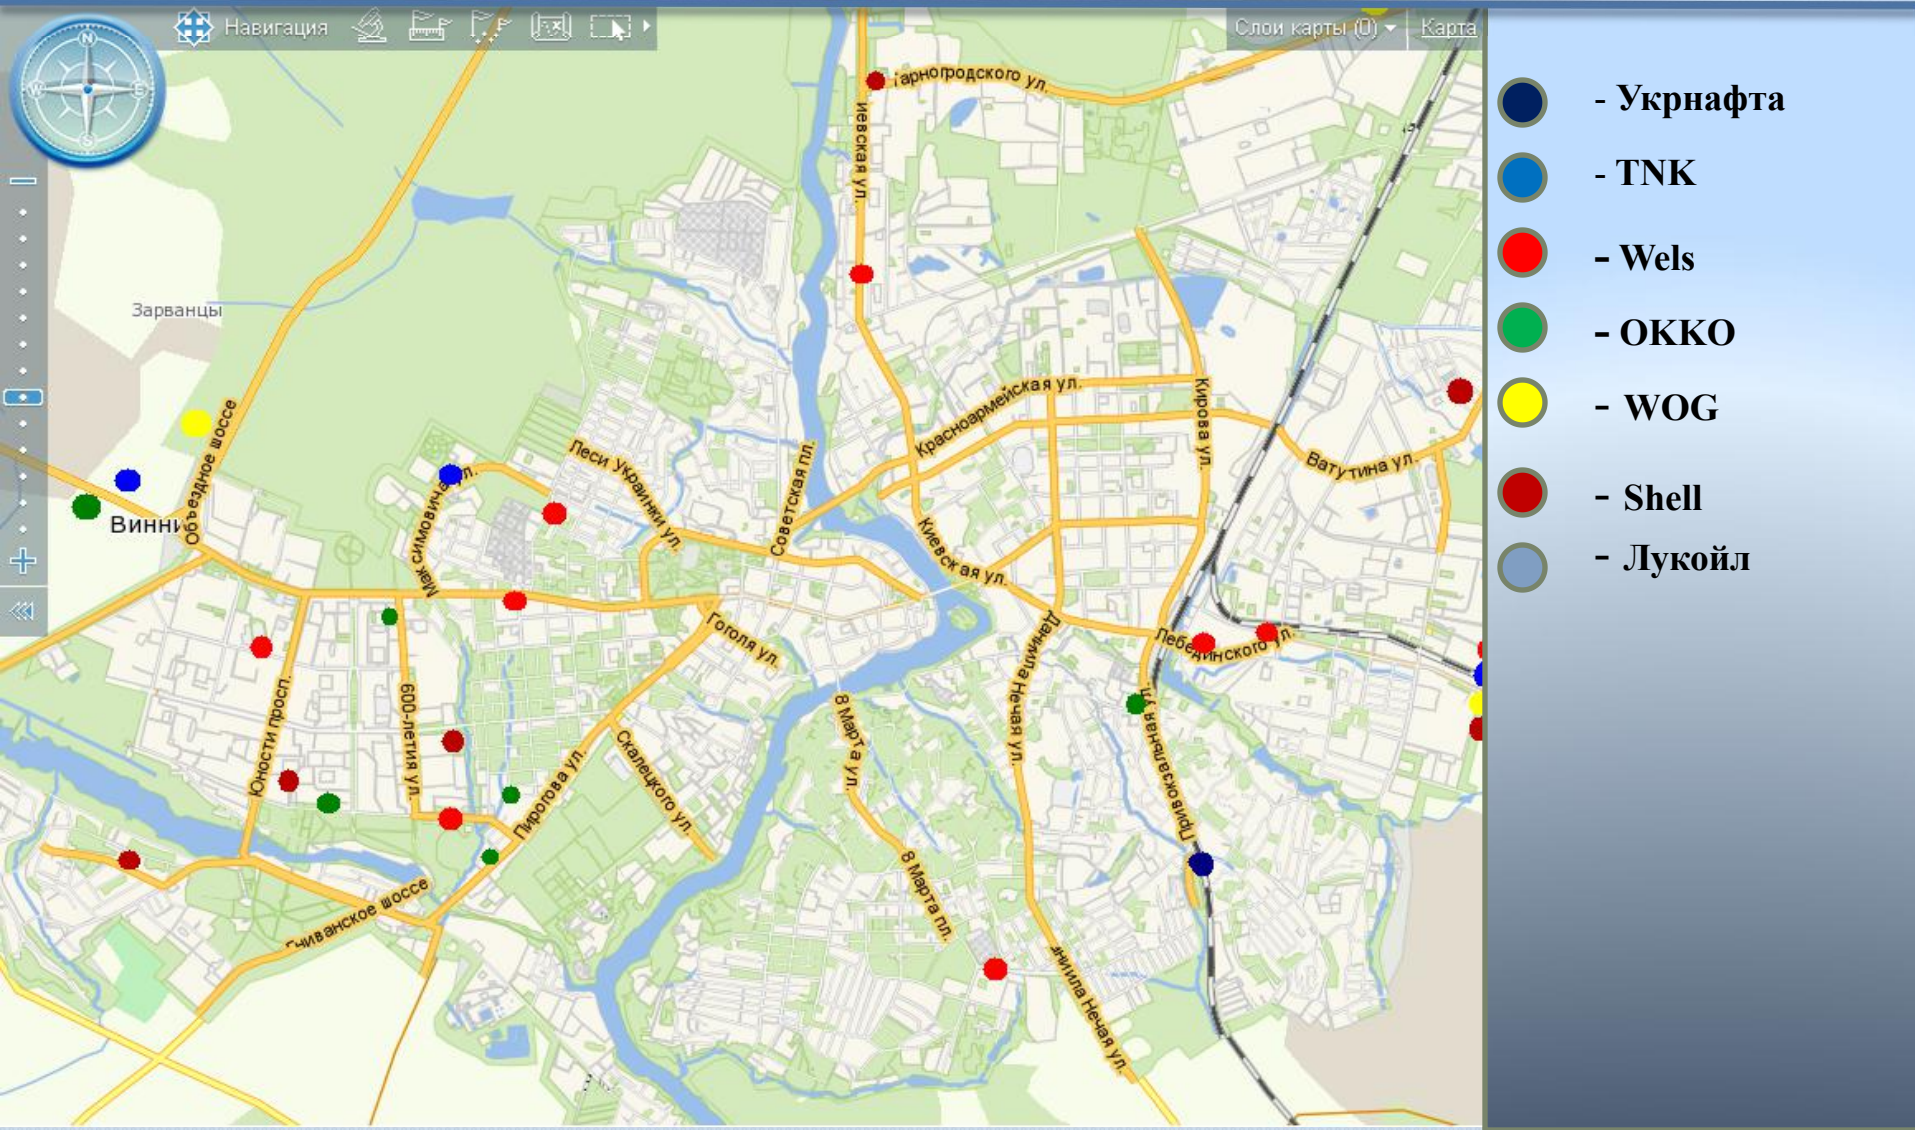 Навигация
Слои карты (0)
Карта
N
E
S
W
Тарногродского ул.
иевская ул.
Зарванцы
Объездное шоссе
Винни
Максимовича ул.
Леси Украинки ул.
Советская пл.
Красноармейская ул.
Кирова ул.
Ватутина ул.
Киевская ул.
Гоголя ул.
Данила Нечая ул.
Лебединского ул.
Юности просп.
600-летия ул.
Пирогова ул.
Скалецкого ул.
8 Марта ул.
Привокзальная ул.
8 Марта пл.
Гниванское шоссе
ниила Нечая ул.
- Укрнафта
- TNK
- Wels
- OKKO
- WOG
- Shell
- Лукойл